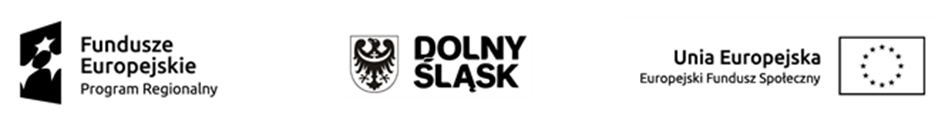 Fundusze
Europejskie
Program Regionalny
DOLNY
ŚLĄSK
Unia Europejska
Europejski Fundusz Społeczny